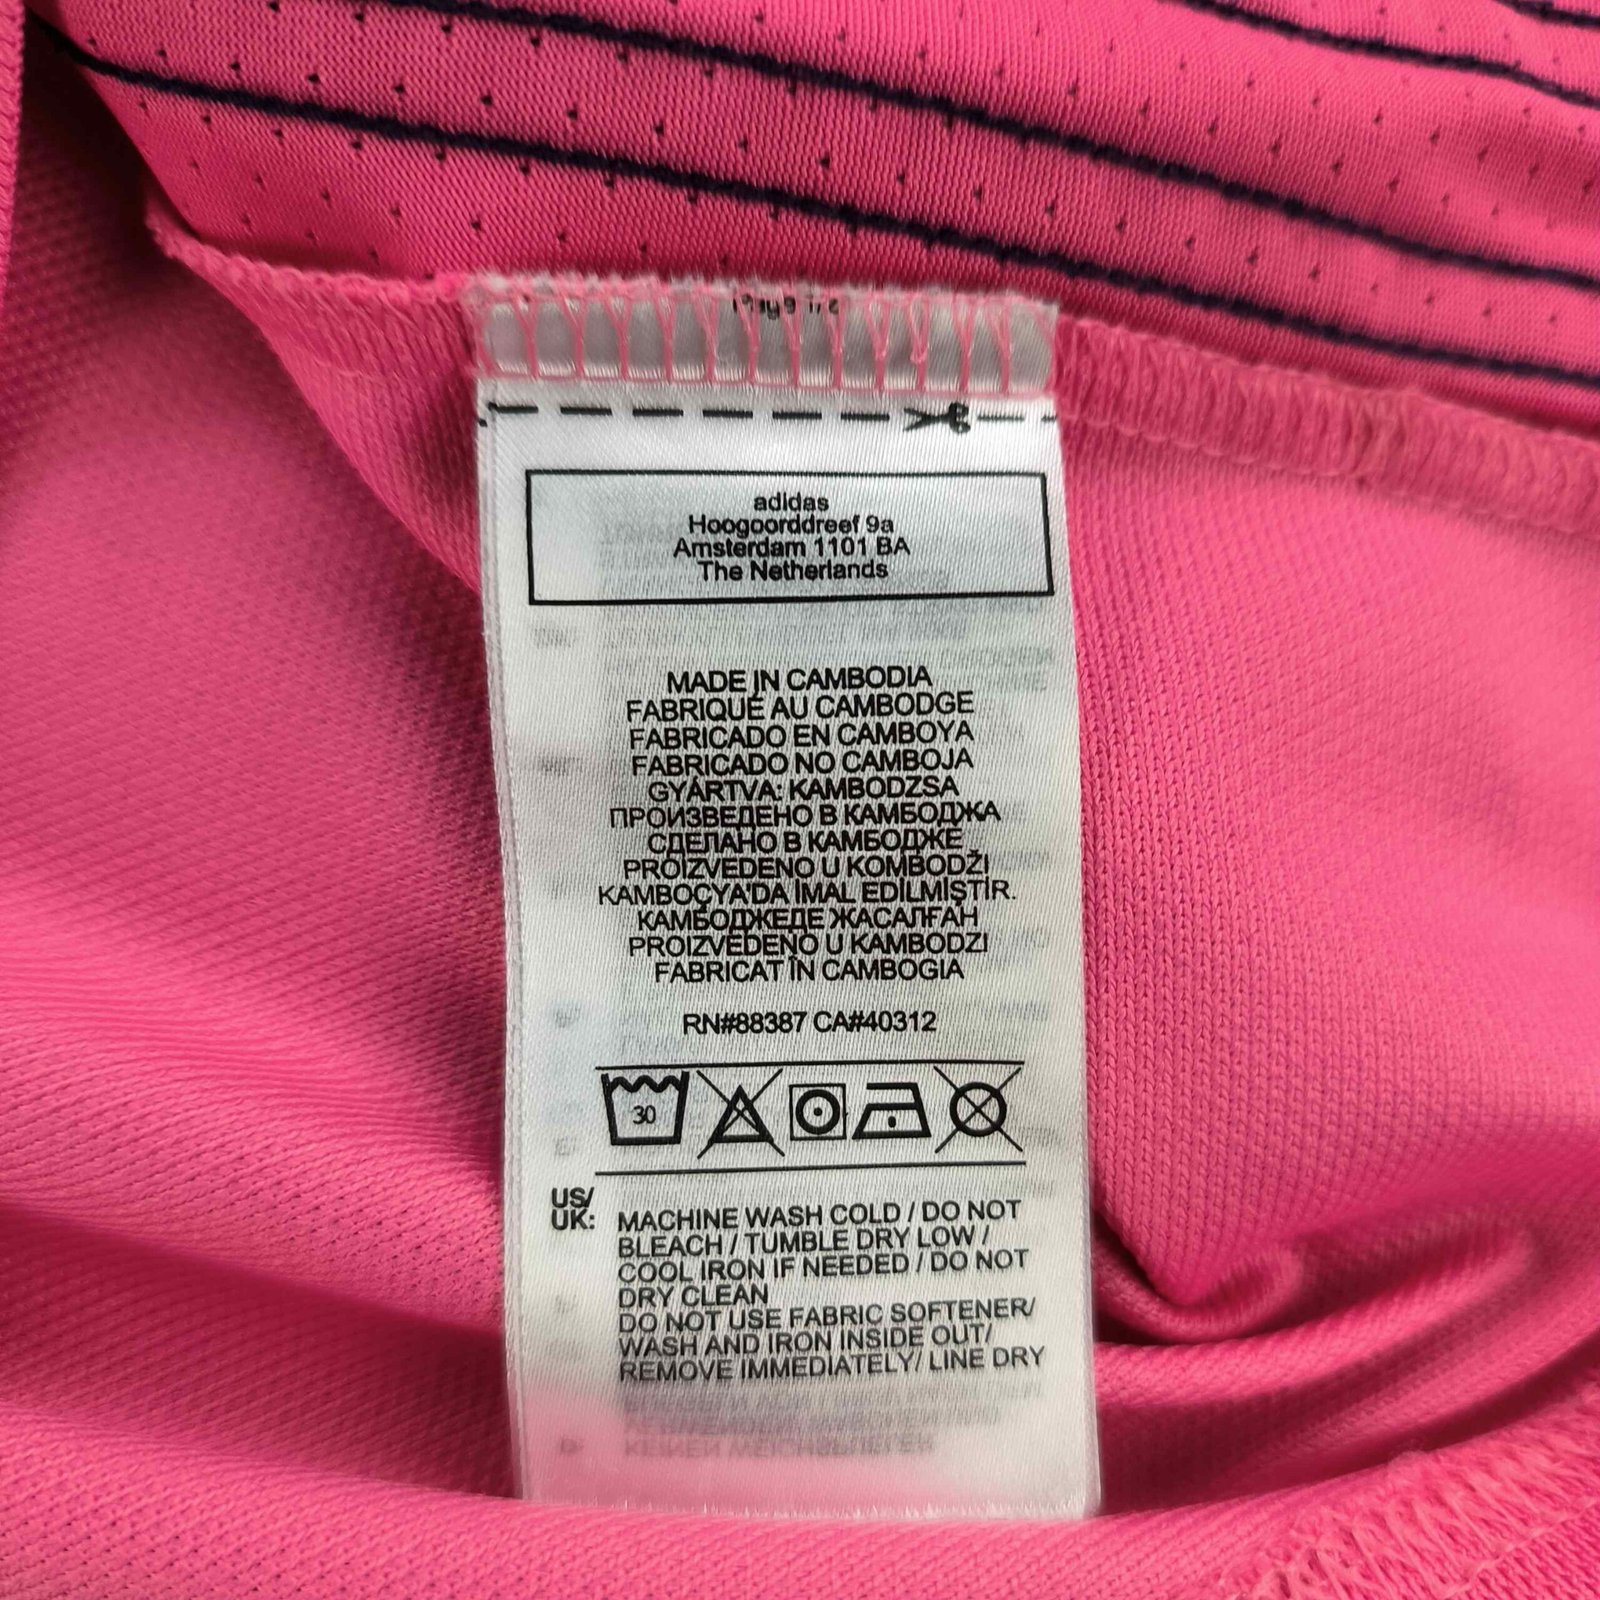 adidas
Hoogoorddreef 9a
Amsterdam 1101 BA
The Netherlands
MADE IN CAMBODIA
FABRIQUÉ AU CAMBODGE
FABRICADO EN CAMBOYA
FABRICADO NO CAMBOJA
GYÁRTVA: KAMBODZSA
ПРОИЗВЕДЕНО В КАМБОДЖА
СДЕЛАНО В КАМБОДЖЕ
PROIZVEDENO U KOMBODŽI
KAMBOÇYA'DA İMAL EDİLMİŞTİR.
КАМБОДЖЕДЕ ЖАСАЛҒАН
PROIZVEDENO U KAMBODZI
FABRICAT ÎN CAMBOGIA
RN#88387 CA#40312
30
US/
UK: MACHINE WASH COLD / DO NOT
BLEACH / TUMBLE DRY LOW /
COOL IRON IF NEEDED / DO NOT
DRY CLEAN
DO NOT USE FABRIC SOFTENER/
WASH AND IRON INSIDE OUT/
REMOVE IMMEDIATELY/ LINE DRY